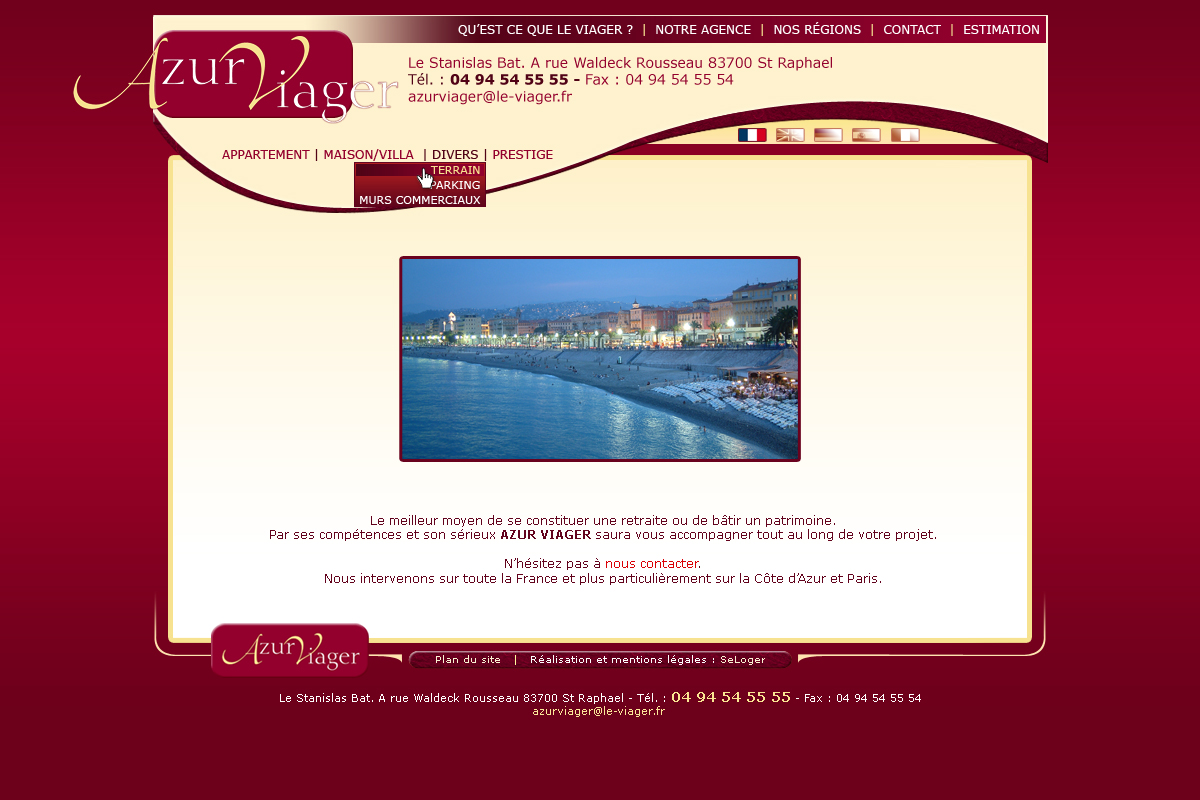 QU'EST CE QUE LE VIAGER ? | NOTRE AGENCE | NOS RÉGIONS | CONTACT | ESTIMATION
Azur Viager
Le Stanislas Bat. A rue Waldeck Rousseau 83700 St Raphael
Tél. : 04 94 54 55 55 - Fax : 04 94 54 55 54
azurviager@le-viager.fr
APPARTEMENT | MAISON/VILLA | DIVERS | PRESTIGE
TERRAIN
PARKING
MURS COMMERCIAUX
Le meilleur moyen de se constituer une retraite ou de bâtir un patrimoine.
Par ses compétences et son sérieux AZUR VIAGER saura vous accompagner tout au long de votre projet.
N'hésitez pas à nous contacter.
Nous intervenons sur toute la France et plus particulièrement sur la Côte d'Azur et Paris.
Azur Viager
Plan du site | Réalisation et mentions légales : SeLoger
Le Stanislas Bat. A rue Waldeck Rousseau 83700 St Raphael - Tél. : 04 94 54 55 55 - Fax : 04 94 54 55 54
azurviager@le-viager.fr